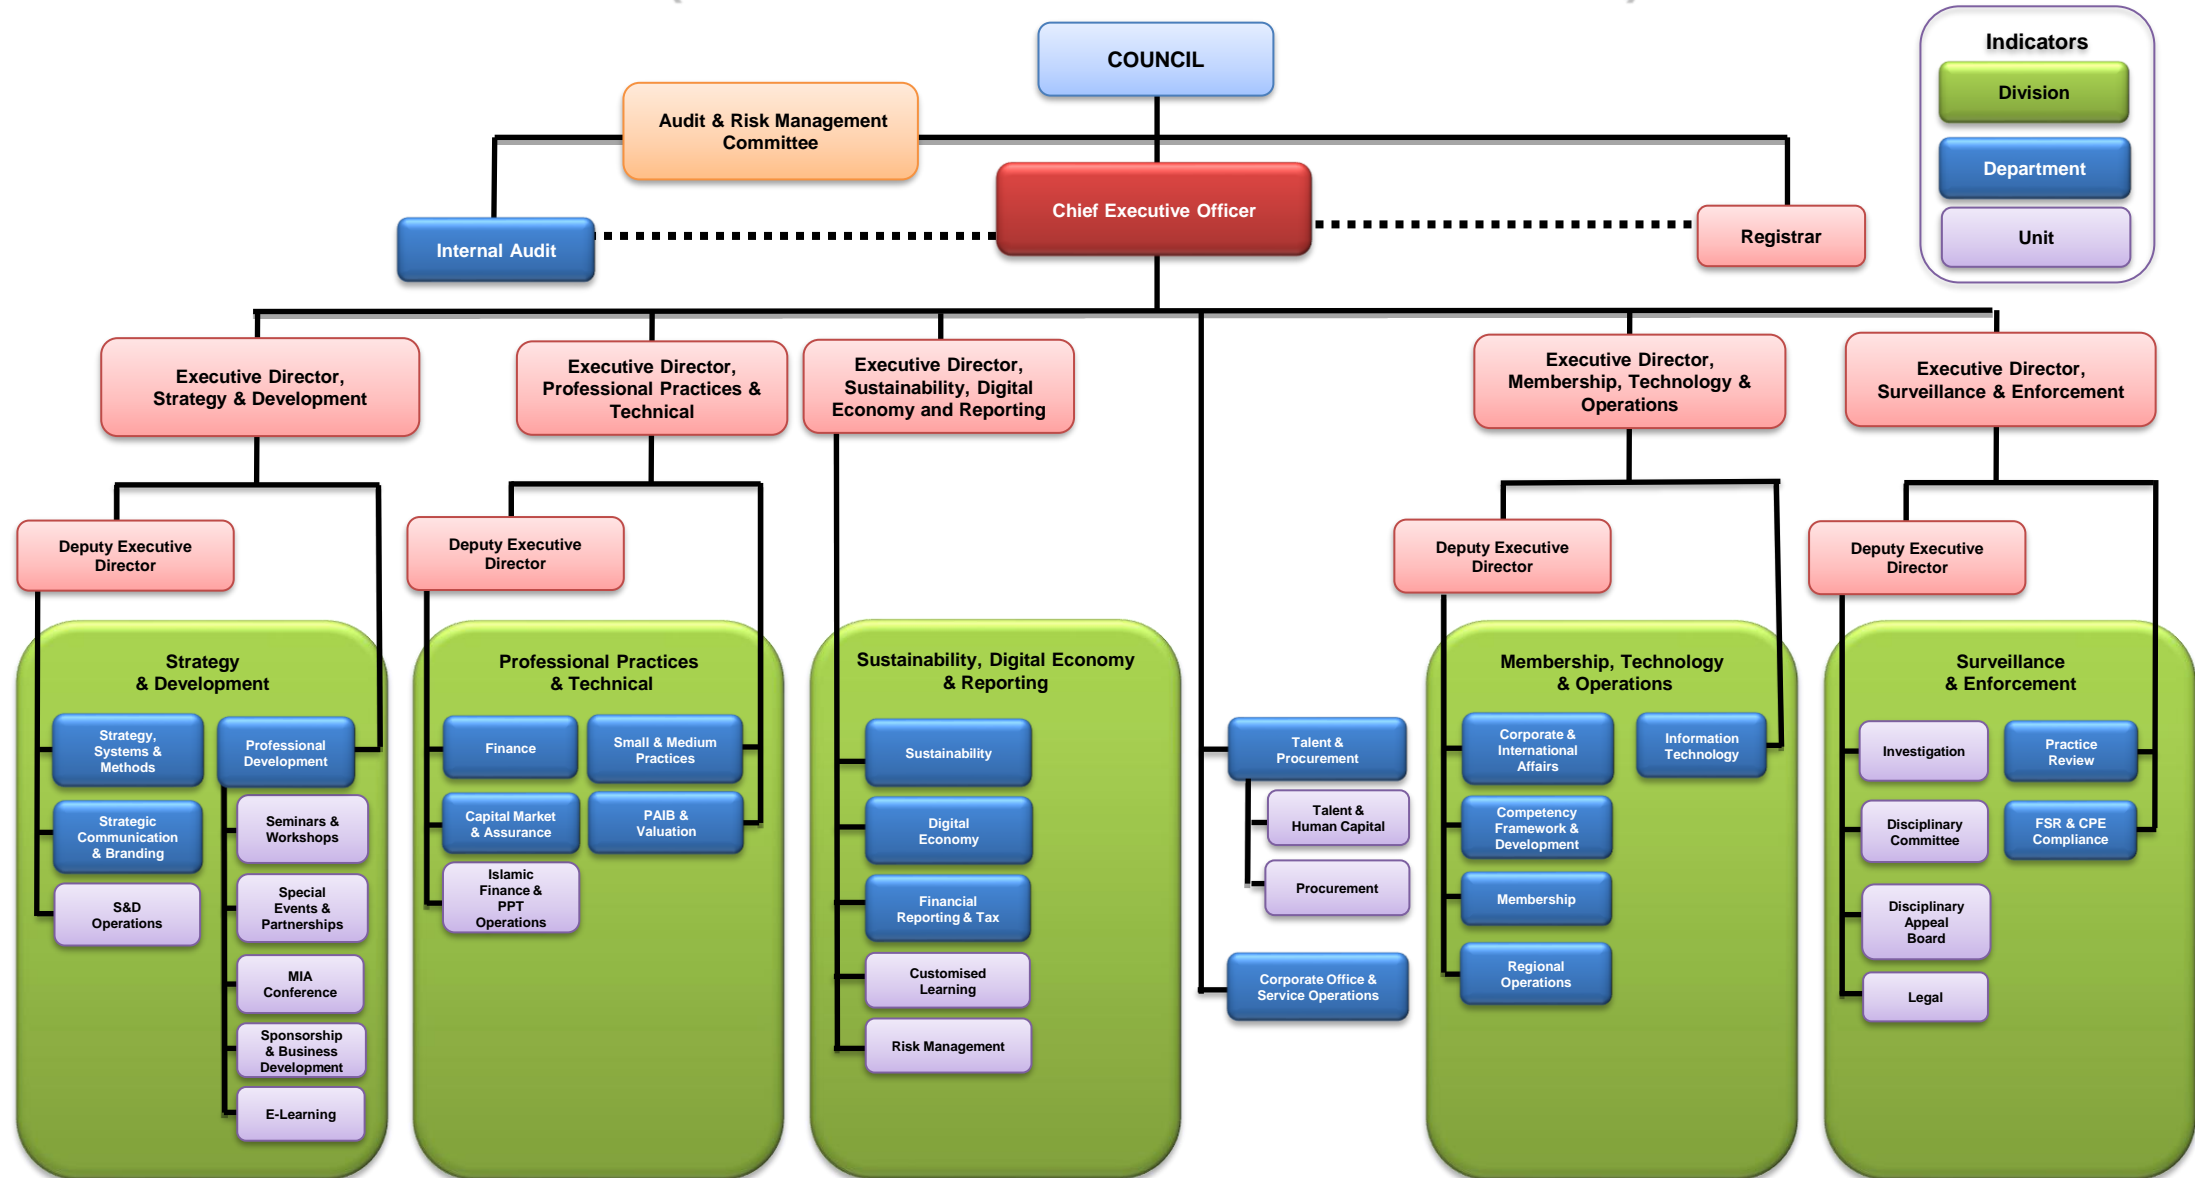 COUNCIL
Indicators
Division
Department
Unit
Audit & Risk Management
Committee
Chief Executive Officer
Internal Audit
Registrar
Executive Director,
Strategy & Development
Executive Director,
Professional Practices &
Technical
Executive Director,
Sustainability, Digital
Economy and Reporting
Executive Director,
Membership, Technology &
Operations
Executive Director,
Surveillance & Enforcement
Deputy Executive
Director
Deputy Executive
Director
Deputy Executive
Director
Deputy Executive
Director
Strategy
& Development
Strategy,
Systems &
Methods
Strategic
Communication
& Branding
S&D
Operations
Professional
Development
Seminars &
Workshops
Special
Events &
Partnerships
MIA
Conference
Sponsorship
& Business
Development
E-Learning
Professional Practices
& Technical
Finance
Capital Market
& Assurance
Islamic
Finance &
PPT
Operations
Small & Medium
Practices
PAIB &
Valuation
Sustainability, Digital Economy
& Reporting
Sustainability
Digital
Economy
Financial
Reporting & Tax
Customised
Learning
Risk Management
Talent &
Procurement
Talent &
Human Capital
Procurement
Corporate Office &
Service Operations
Membership, Technology
& Operations
Corporate &
International
Affairs
Competency
Framework &
Development
Membership
Regional
Operations
Information
Technology
Surveillance
& Enforcement
Investigation
Disciplinary
Committee
Disciplinary
Appeal
Board
Legal
Practice
Review
FSR & CPE
Compliance